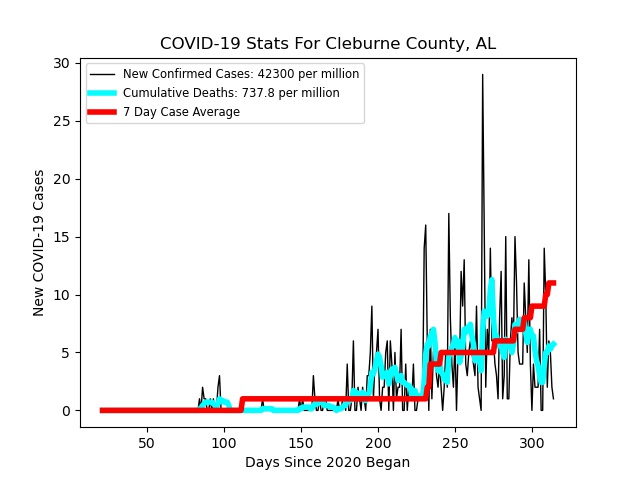 COVID-19 Stats For Cleburne County, AL
New Confirmed Cases: 42300 per million
Cumulative Deaths: 737.8 per million
7 Day Case Average
New COVID-19 Cases
30
25
20
15
10
5
0
50 100 150 200 250 300
Days Since 2020 Began